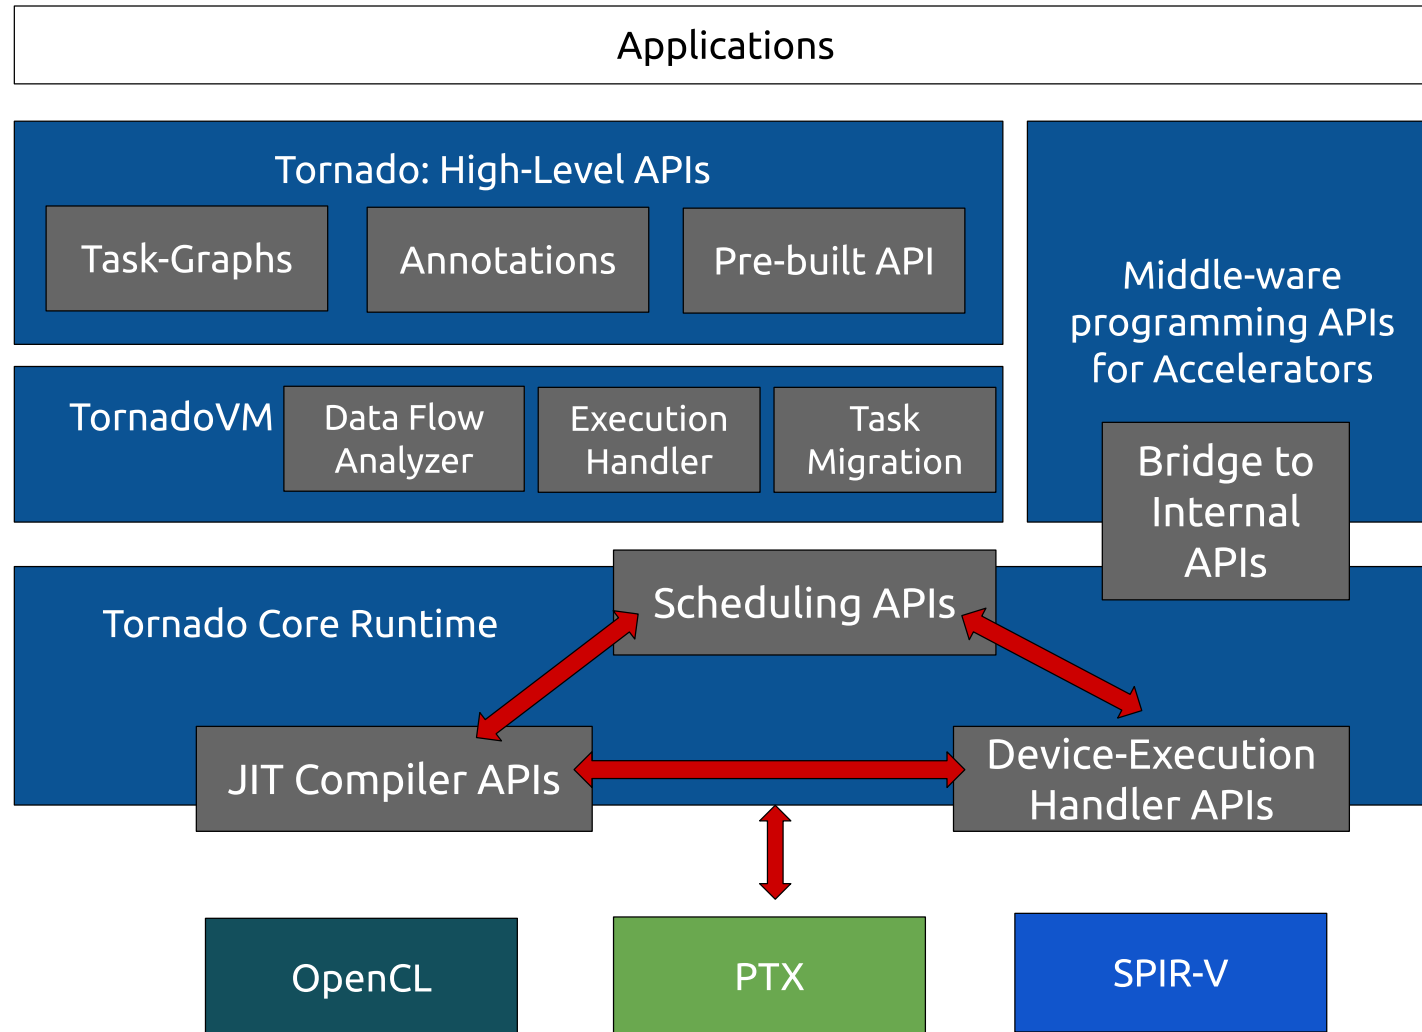 Applications
Tornado: High-Level APIs
Task-Graphs
Annotations
Pre-built API
Middle-ware
programming APIs
for Accelerators
TornadoVM
Data Flow
Analyzer
Execution
Handler
Task
Migration
Bridge to
Internal
APIs
Tornado Core Runtime
Scheduling APIs
JIT Compiler APIs
Device-Execution
Handler APIs
OpenCL
PTX
SPIR-V